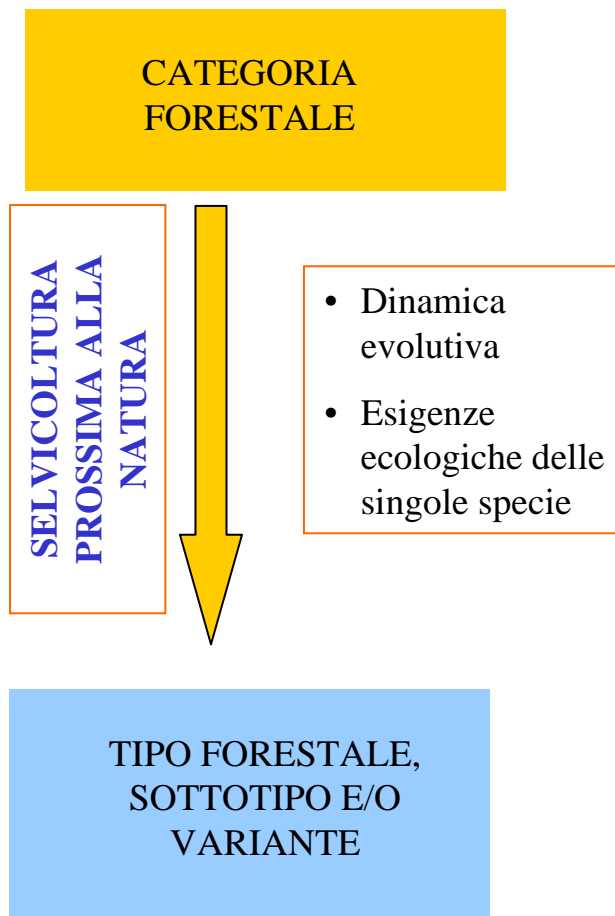 CATEGORIA
FORESTALE
SELVICOLTURA
PROSSIMA ALLA
NATURA
• Dinamica
evolutiva
• Esigenze
ecologiche delle
singole specie
TIPO FORESTALE,
SOTTOTIPO E/O
VARIANTE